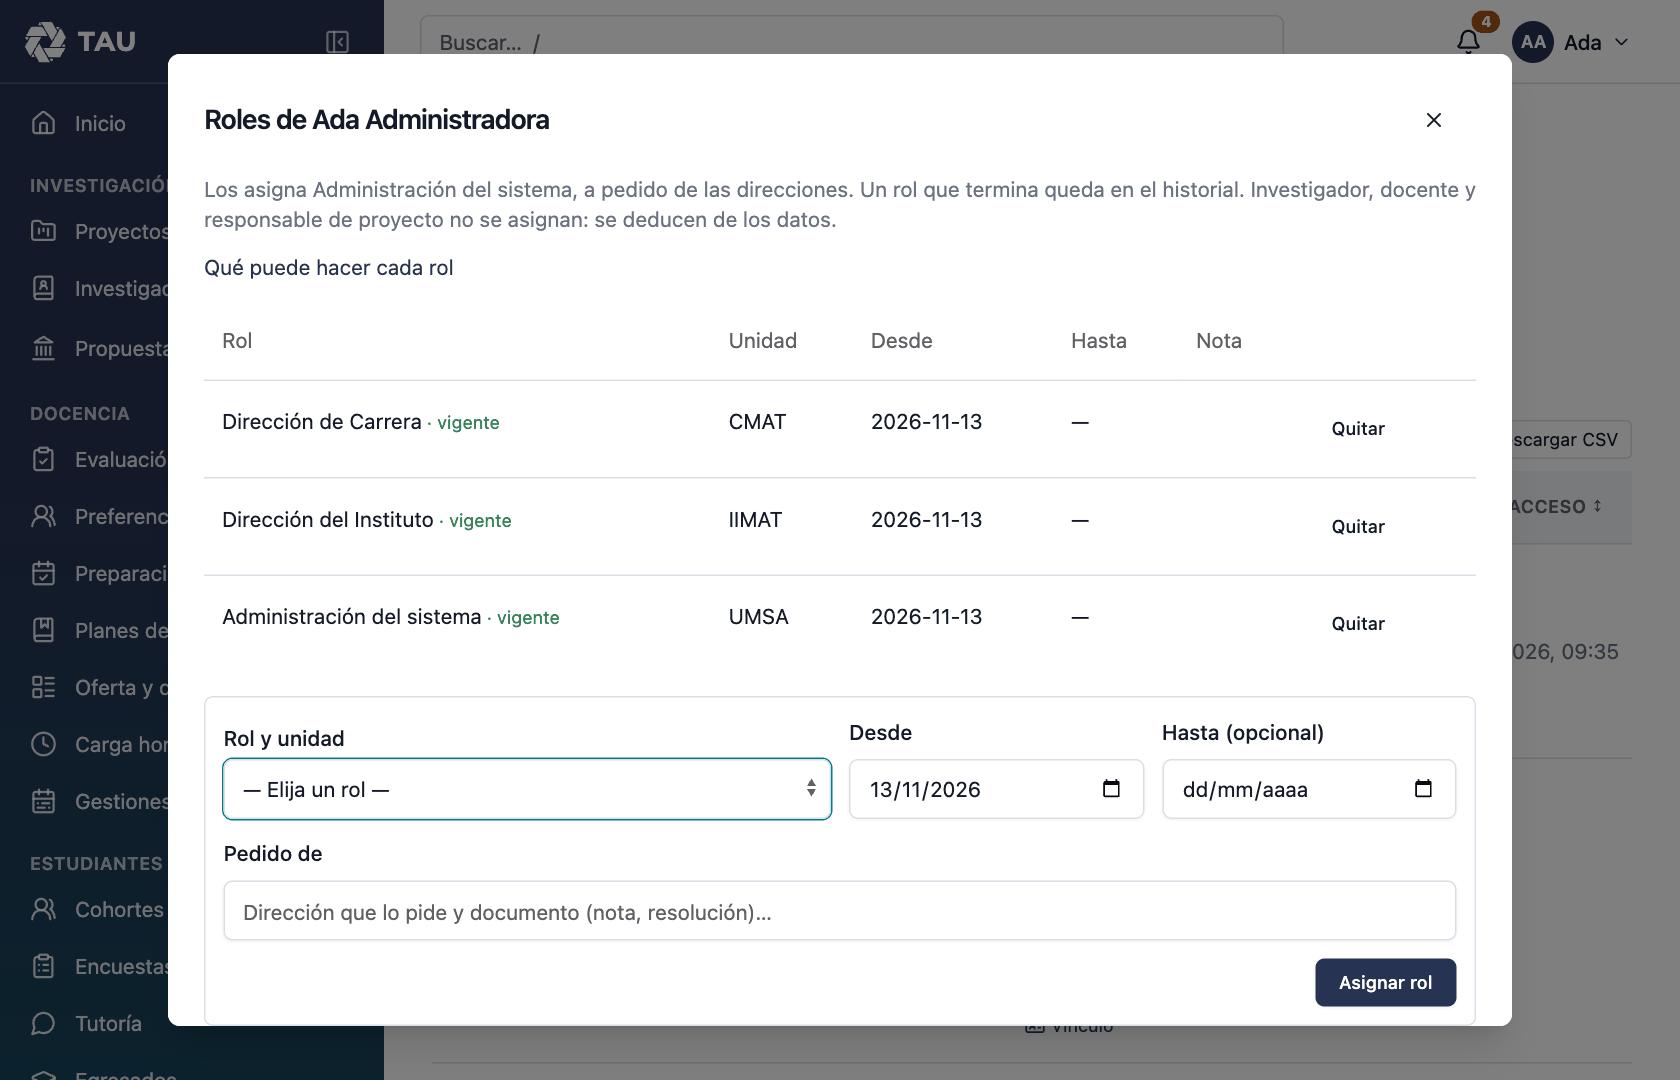 TAU
Buscar... /
4
AA
Ada
Inicio
Roles de Ada Administradora
Los asigna Administración del sistema, a pedido de las direcciones. Un rol que termina queda en el historial. Investigador, docente y
responsable de proyecto no se asignan: se deducen de los datos.
Qué puede hacer cada rol
Rol Unidad Desde Hasta Nota
Dirección de Carrera · vigente CMAT 2026-11-13 — Quitar
Dirección del Instituto · vigente IIMAT 2026-11-13 — Quitar
Administración del sistema · vigente UMSA 2026-11-13 — Quitar
Rol y unidad
— Elija un rol —
Desde
13/11/2026
Hasta (opcional)
dd/mm/aaaa
Pedido de
Dirección que lo pide y documento (nota, resolución)...
Asignar rol
INVESTIGACIÓ
Proyectos
Investigac
Propuesta
DOCENCIA
Evaluació
Preferenc
Preparaci
Planes de
Oferta y
Carga hor
Gestiones
ESTUDIANTES
Cohortes
Encuestas
Tutoría
scargar CSV
ACCESO
026, 09:35